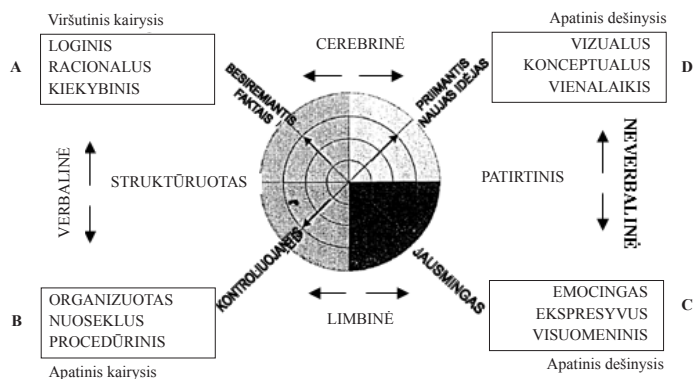 Viršutinis kairysis
Apatinis dešinysis
A
LOGINIS
RACIONALUS
KIEKYBINIS
CEREBRINĖ
VIZUALUS
KONCEPTUALUS
VIENALAIKIS
D
BESIREMIANTIS
FAKTAIS
PRIIMANTIS
NAUJAS IDĖJAS
VERBALINĖ
STRUKTŪRUOTAS
PATIRTINIS
NEVERBALINĖ
KONTROLIUOJANTIS
JAUSMINGAS
B
ORGANIZUOTAS
NUOSEKLUS
PROCEDŪRINIS
LIMBINĖ
EMOCINGAS
EKSPRESYVUS
VISUOMENINIS
C
Apatinis kairysis
Apatinis dešinysis